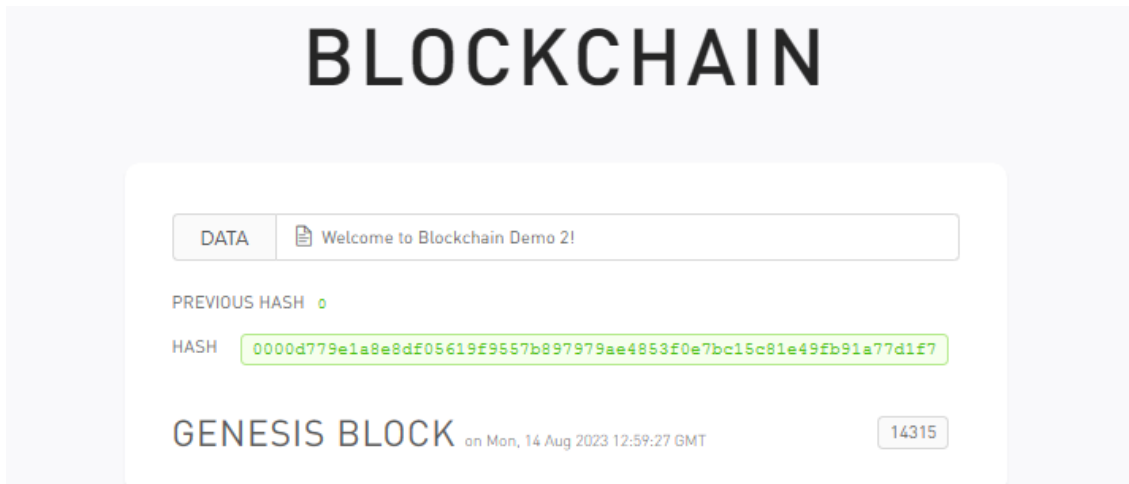 BLOCKCHAIN
DATA Welcome to Blockchain Demo 2!
PREVIOUS HASH 0
HASH 0000d779e1a8e8df05619f9557b897979ae4853f0e7bc15c81e49fb91a77d1f7
GENESIS BLOCK on Mon, 14 Aug 2023 12:59:27 GMT 14315